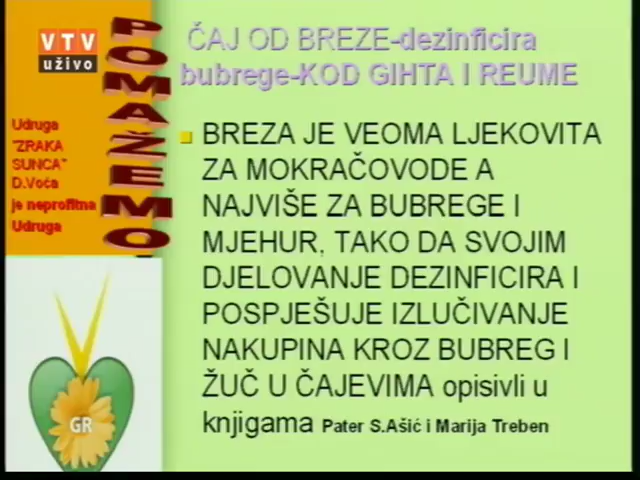 VTV
uživo
POMAŽEMO
Udruga
"ZRAKA
SUNCA"
D.Voća
je neprofitna
Udruga
GR
ČAJ OD BREZE-dezinficira
bubrege-KOD GIHTA I REUME
BREZA JE VEOMA LJEKOVITA
ZA MOKRAČOVODE A
NAJVIŠE ZA BUBREGE I
MJEHUR, TAKO DA SVOJIM
DJELOVANJE DEZINFICIRA I
POSPJEŠUJE IZLUČIVANJE
NAKUPINA KROZ BUBREG I
ŽUČ U ČAJEVIMA opisivli u
knjigama Pater S.Ašić i Marija Treben